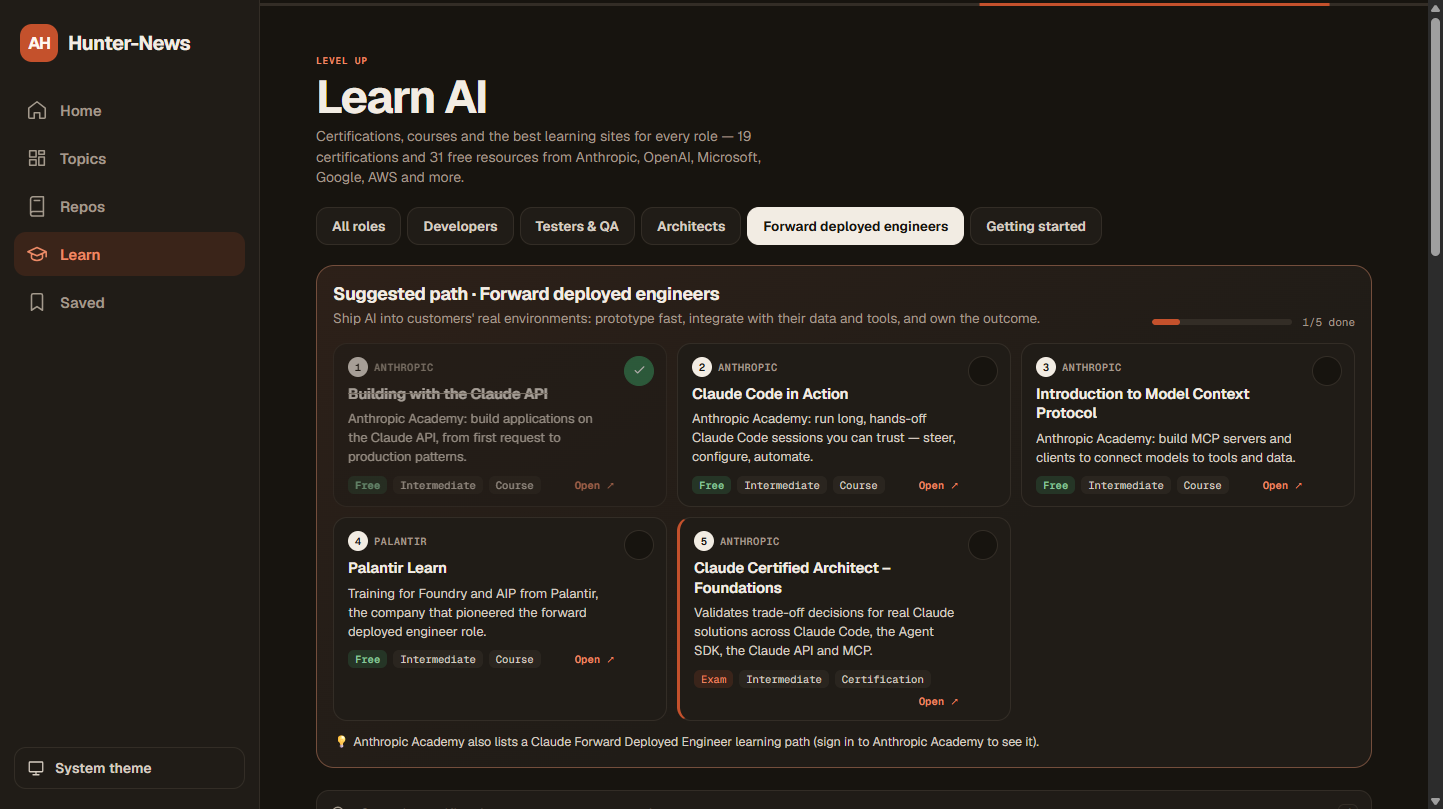 AH Hunter-News
Home
Topics
Repos
Learn
Saved
System theme
LEVEL UP
Learn AI
Certifications, courses and the best learning sites for every role — 19
certifications and 31 free resources from Anthropic, OpenAI, Microsoft,
Google, AWS and more.
All roles Developers Testers & QA Architects Forward deployed engineers Getting started
Suggested path · Forward deployed engineers
Ship AI into customers' real environments: prototype fast, integrate with their data and tools, and own the outcome.
1/5 done
1 ANTHROPIC
Building with the Claude API
Anthropic Academy: build applications on
the Claude API, from first request to
production patterns.
Free Intermediate Course Open ↗
2 ANTHROPIC
Claude Code in Action
Anthropic Academy: run long, hands-off
Claude Code sessions you can trust — steer,
configure, automate.
Free Intermediate Course Open ↗
3 ANTHROPIC
Introduction to Model Context
Protocol
Anthropic Academy: build MCP servers and
clients to connect models to tools and data.
Free Intermediate Course Open ↗
4 PALANTIR
Palantir Learn
Training for Foundry and AIP from Palantir,
the company that pioneered the forward
deployed engineer role.
Free Intermediate Course Open ↗
5 ANTHROPIC
Claude Certified Architect –
Foundations
Validates trade-off decisions for real Claude
solutions across Claude Code, the Agent
SDK, the Claude API and MCP.
Exam Intermediate Certification
Open ↗
💡 Anthropic Academy also lists a Claude Forward Deployed Engineer learning path (sign in to Anthropic Academy to see it).